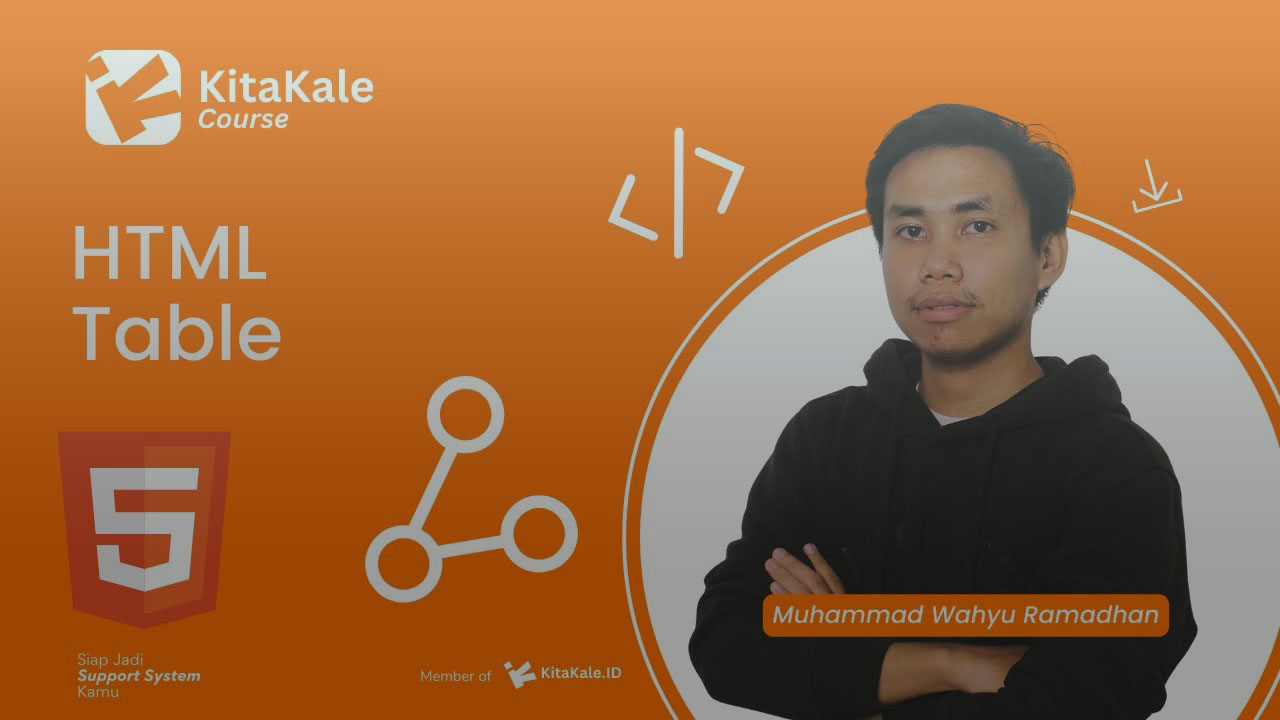 KitaKale
Course
HTML
Table
5
Muhammad Wahyu Ramadhan
Siap Jadi
Support System
Kamu
Member of KitaKale.ID